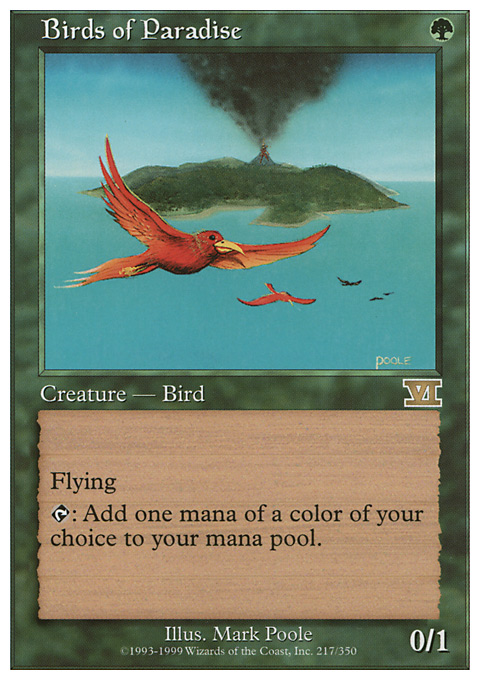 Birds of Paradise
POOLE
Creature — Bird
VI
Flying
: Add one mana of a color of your
choice to your mana pool.
Illus. Mark Poole
©1993-1999 Wizards of the Coast, Inc. 217/350
0/1